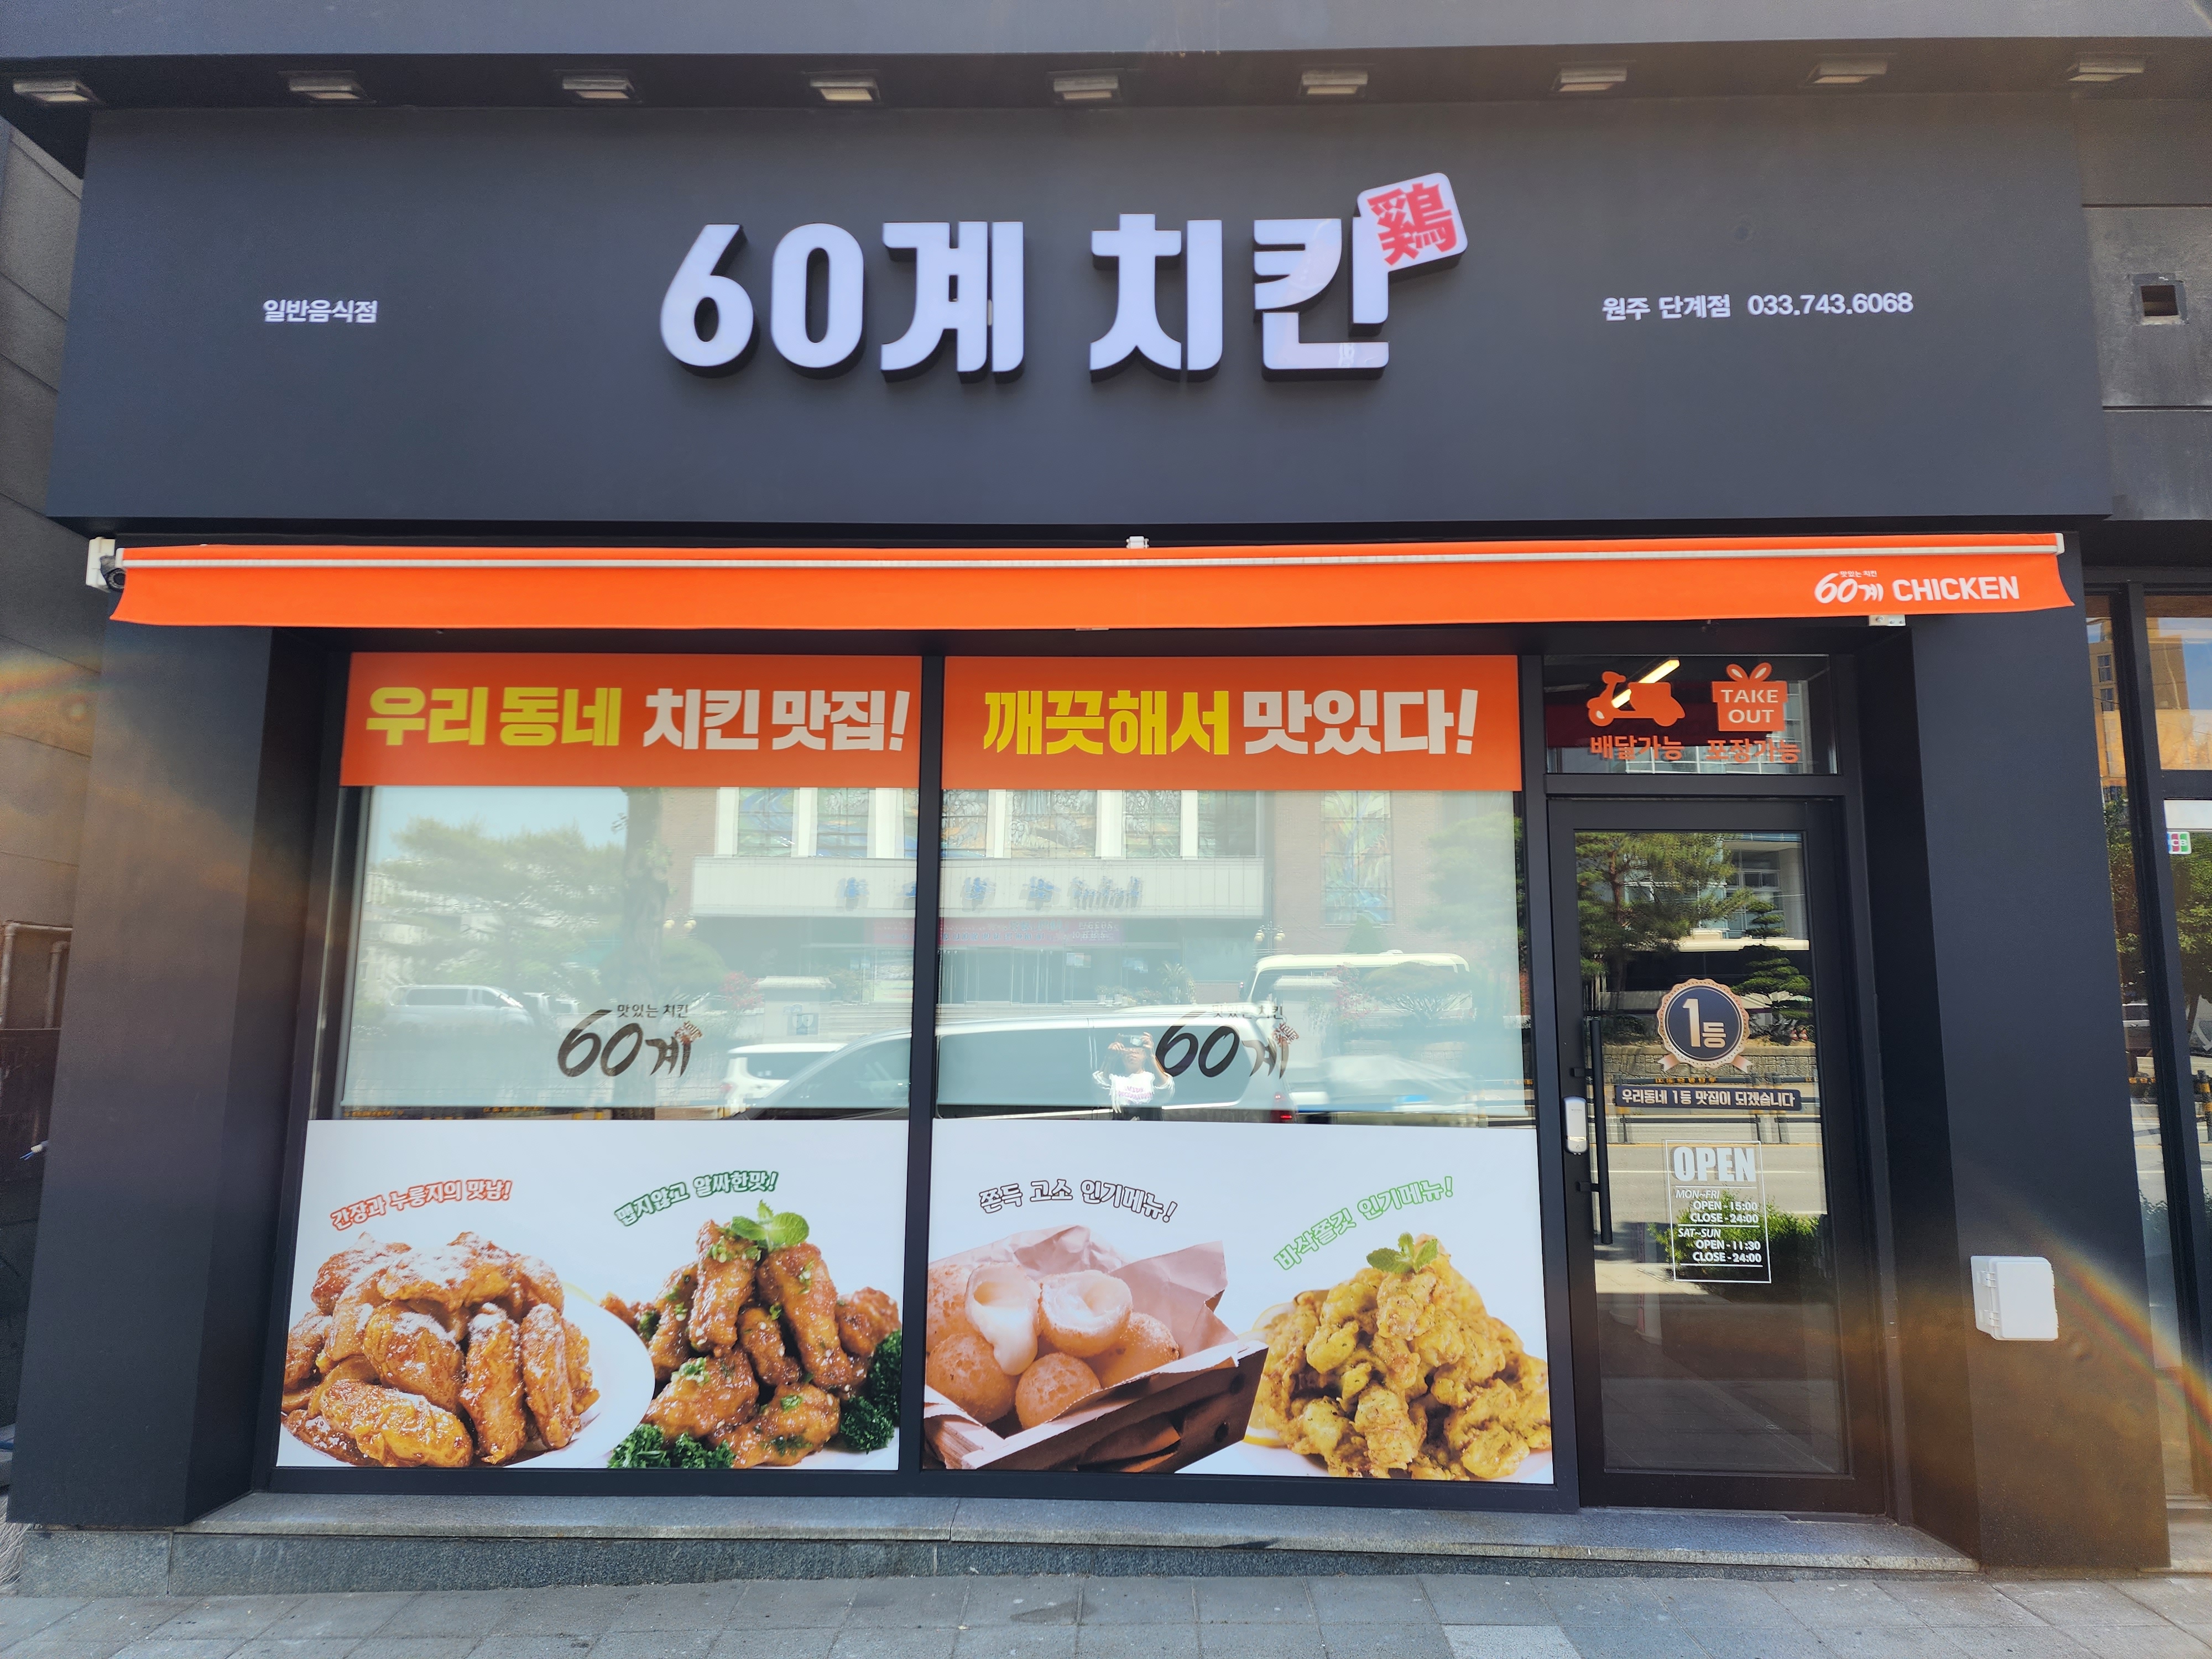 60계 치킨 鷄
일반음식점
원주 단계점 033.743.6068
맛있는 치킨
60계 CHICKEN
우리 동네 치킨 맛집!
깨끗해서 맛있다!
TAKE
OUT
배달가능 포장가능
맛있는 치킨
60계
맛있는 치킨
60계
1등
우리동네 1등 맛집이 되겠습니다
OPEN
MON~FRI
OPEN - 15:00
CLOSE - 24:00
SAT~SUN
OPEN - 11:30
CLOSE - 24:00
간장과 누룽지의 맛남!
맵지않고 알싸한맛!
쫀득 고소 인기메뉴!
바삭쫄깃 인기메뉴!